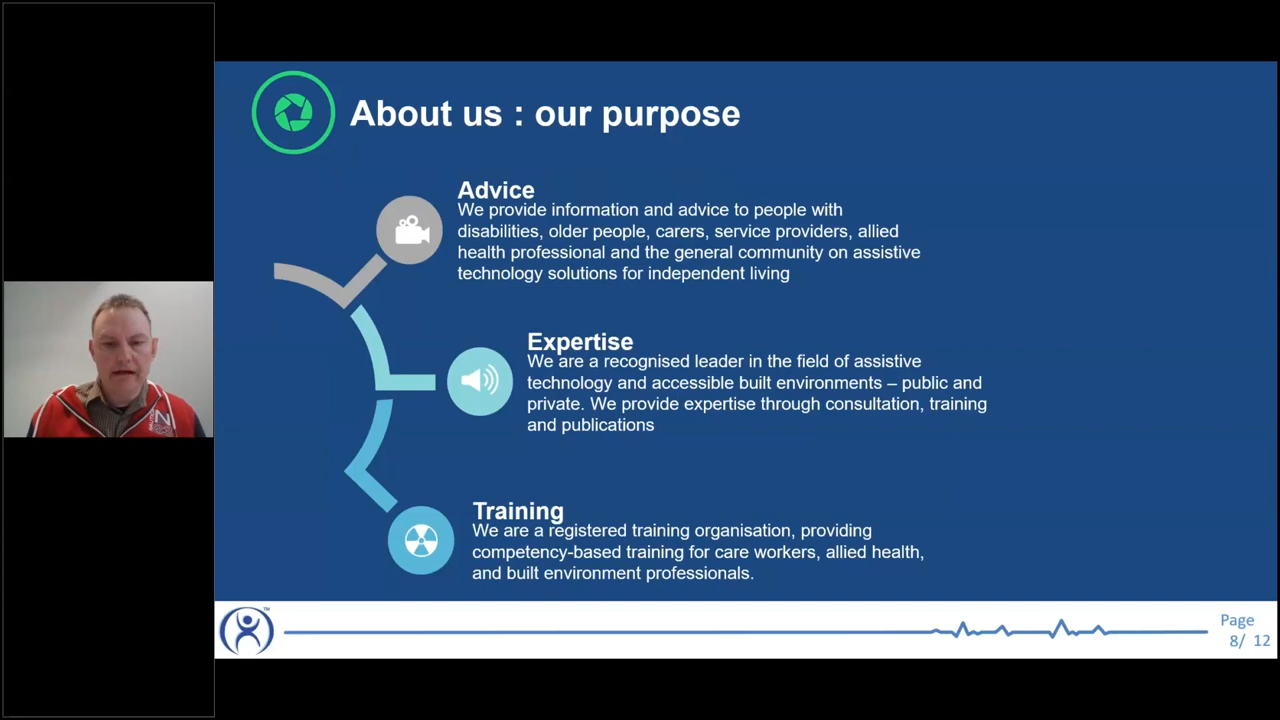 About us : our purpose
Advice
We provide information and advice to people with
disabilities, older people, carers, service providers, allied
health professional and the general community on assistive
technology solutions for independent living
Expertise
We are a recognised leader in the field of assistive
technology and accessible built environments – public and
private. We provide expertise through consultation, training
and publications
Training
We are a registered training organisation, providing
competency-based training for care workers, allied health,
and built environment professionals.
TM
Page
8/ 12